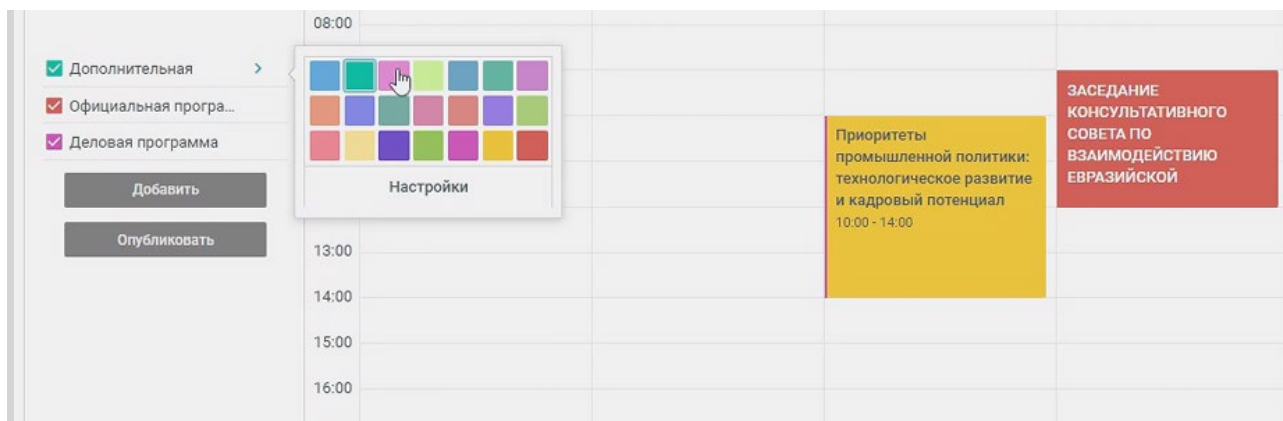 08:00
Дополнительная
Официальная програ...
Деловая программа
Добавить
Опубликовать
Настройки
13:00
14:00
15:00
16:00
Приоритеты
промышленной политики:
технологическое развитие
и кадровый потенциал
10:00 - 14:00
ЗАСЕДАНИЕ
КОНСУЛЬТАТИВНОГО
СОВЕТА ПО
ВЗАИМОДЕЙСТВИЮ
ЕВРАЗИЙСКОЙ